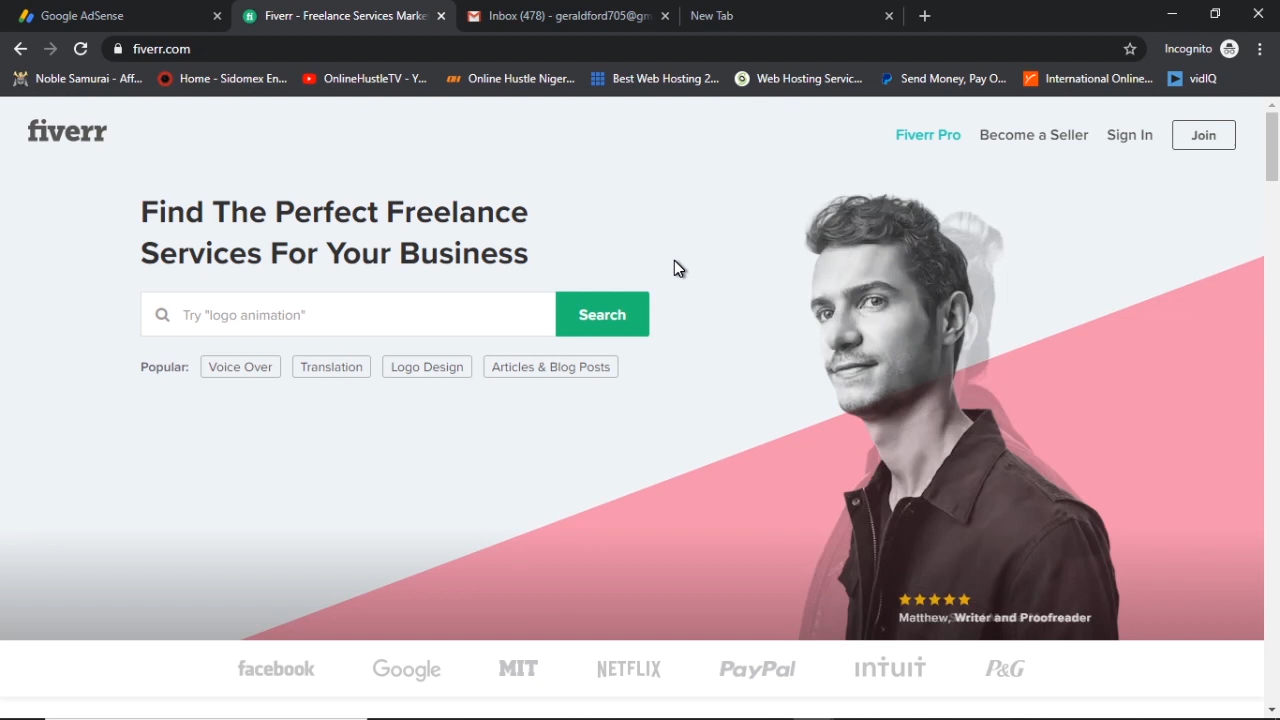 Google AdSense
Fiverr - Freelance Services Marke
Inbox (478) - geraldford705@gm
New Tab
fiverr.com
Incognito
Noble Samurai - Aff...
Home - Sidomex En...
OnlineHustleTV - Y...
Online Hustle Niger...
Best Web Hosting 2...
Web Hosting Servic...
Send Money, Pay O...
International Online...
vidIQ
fiverr
Fiverr Pro
Become a Seller
Sign In
Join
Find The Perfect Freelance
Services For Your Business
Try "logo animation"
Search
Popular:
Voice Over
Translation
Logo Design
Articles & Blog Posts
Matthew, Writer and Proofreader
facebook
Google
MIT
NETFLIX
PayPal
intuit
P&G